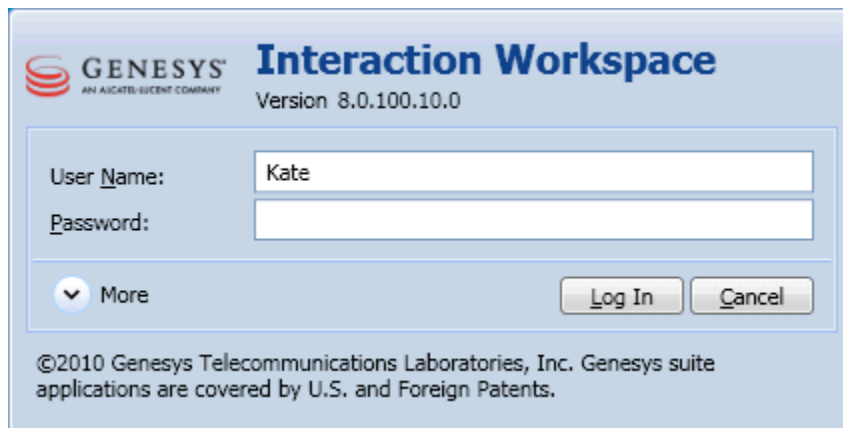 GENESYS
AN ALCATEL-LUCENT COMPANY
Interaction Workspace
Version 8.0.100.10.0
User Name:
Kate
Password:
More
Log In
Cancel
©2010 Genesys Telecommunications Laboratories, Inc. Genesys suite
applications are covered by U.S. and Foreign Patents.